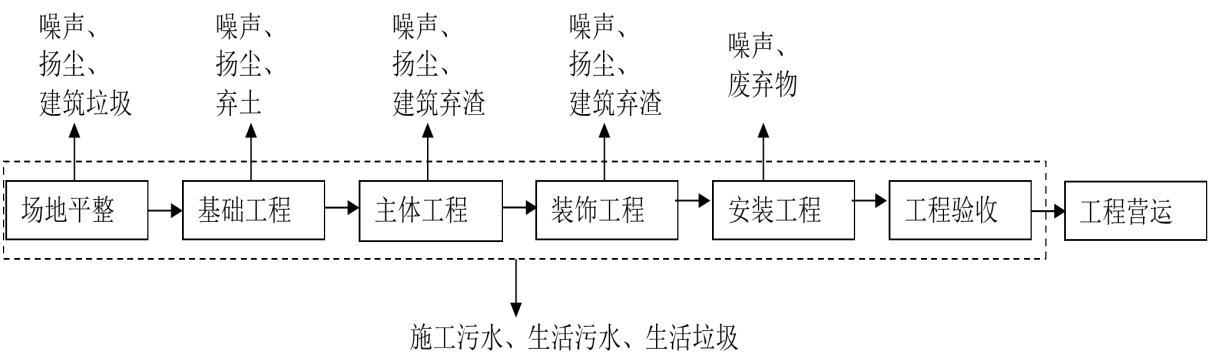 噪声、
扬尘、
建筑垃圾
噪声、
扬尘、
弃土
噪声、
扬尘、
建筑弃渣
噪声、
扬尘、
建筑弃渣
噪声、
废弃物
场地平整
基础工程
主体工程
装饰工程
安装工程
工程验收
工程营运
施工污水、生活污水、生活垃圾